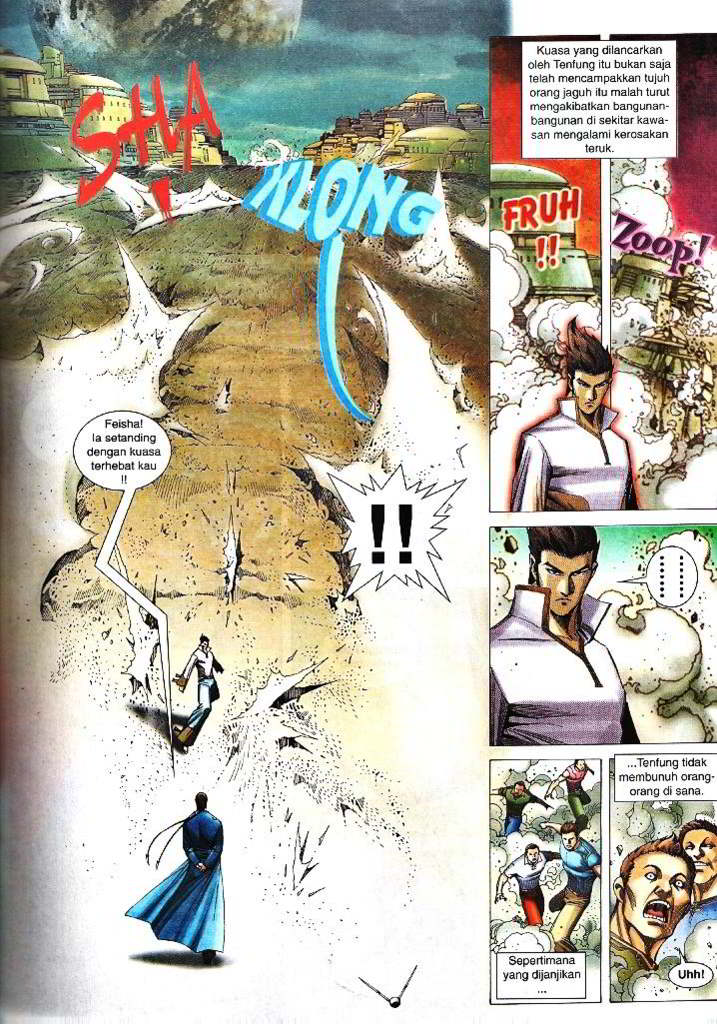 SHA
KLONG
Feisha!
Ia setanding
dengan kuasa
terhebat kau
!!
!!
Kuasa yang dilancarkan
oleh Tenfung itu bukan saja
telah mencampakkan tujuh
orang jaguh itu malah turut
mengakibatkan bangunan-
bangunan di sekitar kawa-
san mengalami kerosakan
teruk.
FRUH
!!
Zoop!
Sepertimana
yang dijanjikan
...
...Tenfung tidak
membunuh orang-
orang di sana.
Uhh!